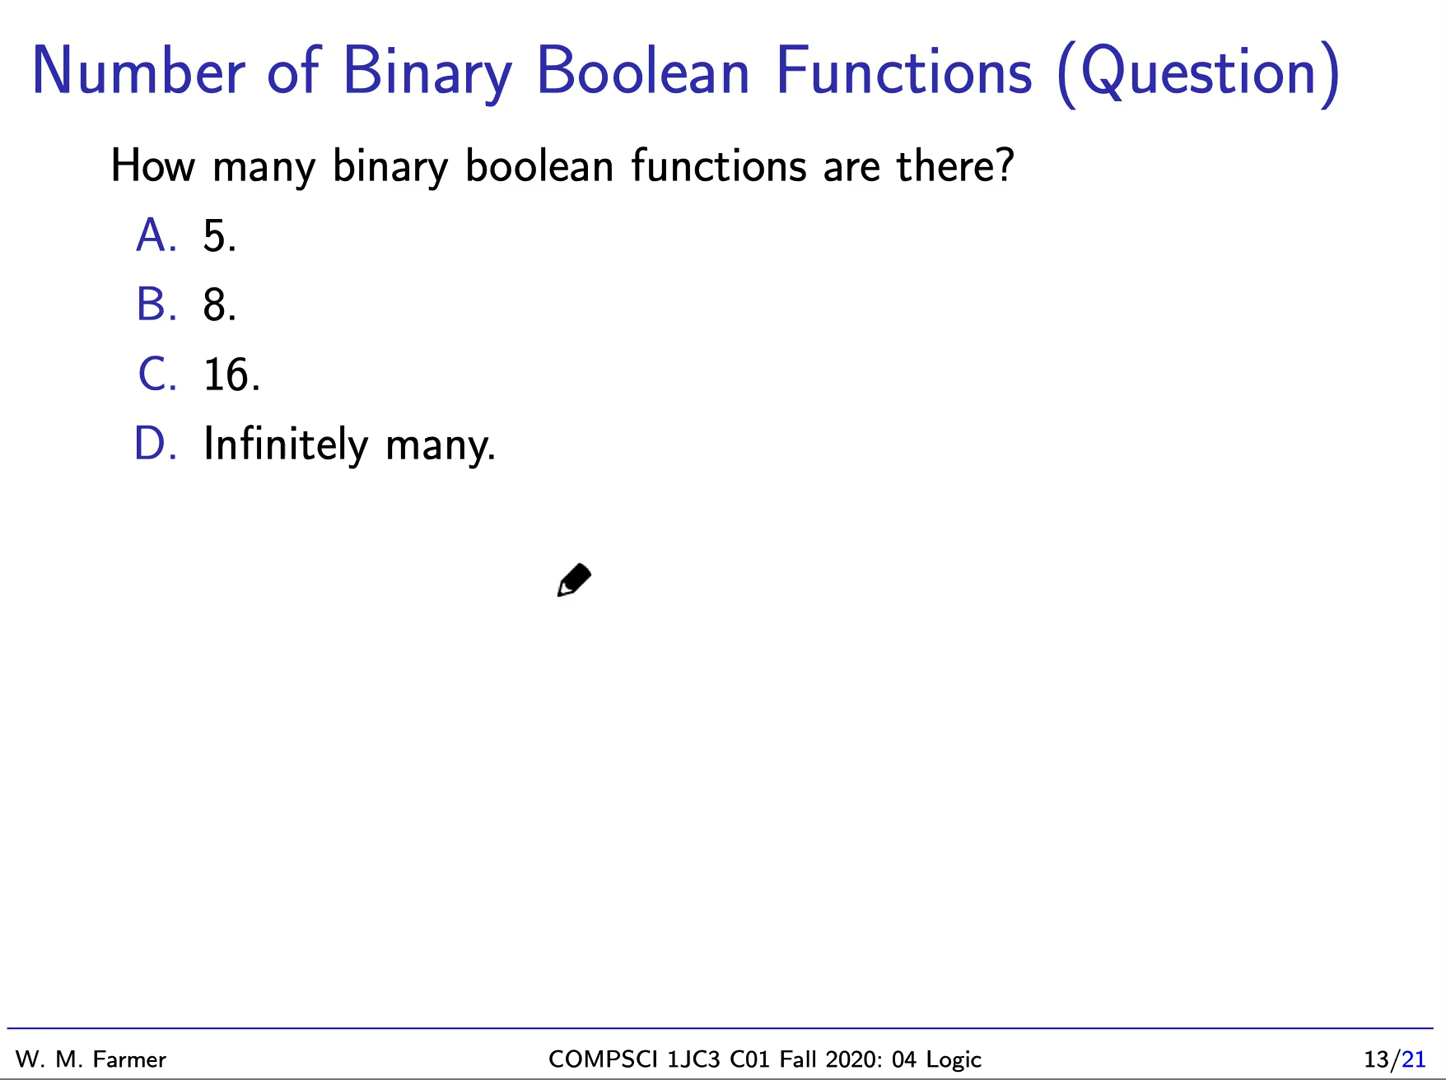 Number of Binary Boolean Functions (Question)
How many binary boolean functions are there?
A. 5.
B. 8.
C. 16.
D. Infinitely many.
W. M. Farmer COMPSCI 1JC3 C01 Fall 2020: 04 Logic 13/21